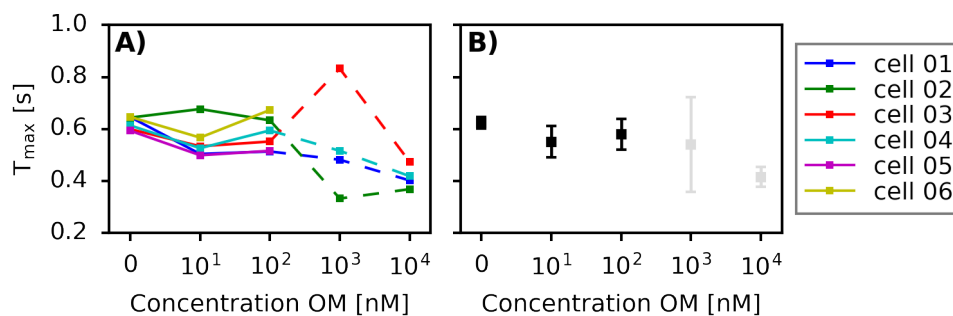 A)
T_max [s]
1.0
0.8
0.6
0.4
0.2
0 10^1 10^2 10^3 10^4
Concentration OM [nM]
B)
0 10^1 10^2 10^3 10^4
Concentration OM [nM]
cell 01
cell 02
cell 03
cell 04
cell 05
cell 06